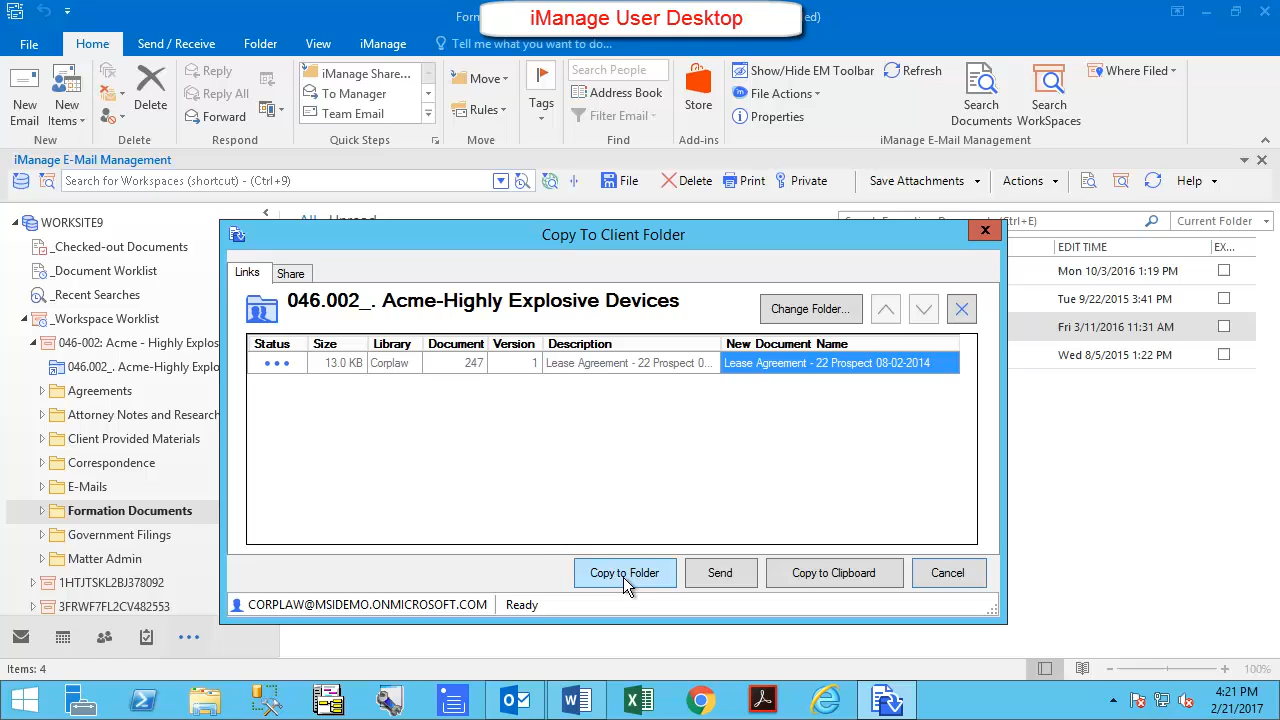 iManage User Desktop
Form
ed)
File
Home
Send / Receive
Folder
View
iManage
Tell me what you want to do...
New
Email
New
Items
Delete
Reply
Reply All
Forward
iManage Share...
To Manager
Team Email
Move
Rules
Tags
Search People
Address Book
Filter Email
Store
Show/Hide EM Toolbar
Refresh
File Actions
Properties
Search
Documents
Search
WorkSpaces
Where Filed
New
Delete
Respond
Quick Steps
Move
Find
Add-ins
iManage E-Mail Management
iManage E-Mail Management
Search for Workspaces (shortcut) - (Ctrl+9)
File
Delete
Print
Private
Save Attachments
Actions
Help
WORKSITE9
All
Unread
(Ctrl+E)
Current Folder
_Checked-out Documents
EDIT TIME
EX...
_Document Worklist
Mon 10/3/2016 1:19 PM
_Recent Searches
Tue 9/22/2015 3:41 PM
_Workspace Worklist
Fri 3/11/2016 11:31 AM
046-002: Acme - Highly Explos
Wed 8/5/2015 1:22 PM
046.002_. Acme-Highly Explo
Agreements
Attorney Notes and Research
Client Provided Materials
Correspondence
E-Mails
Formation Documents
Government Filings
Matter Admin
1HTJTSKL2BJ378092
3FRWF7FL2CV482553
Copy To Client Folder
Links
Share
046.002_. Acme-Highly Explosive Devices
Change Folder...
Status
Size
Library
Document
Version
Description
New Document Name
13.0 KB
Corplaw
247
1
Lease Agreement - 22 Prospect 0...
Lease Agreement - 22 Prospect 08-02-2014
Copy to Folder
Send
Copy to Clipboard
Cancel
CORPLAW@MSIDEMO.ONMICROSOFT.COM
Ready
Items: 4
100%
4:21 PM
2/21/2017